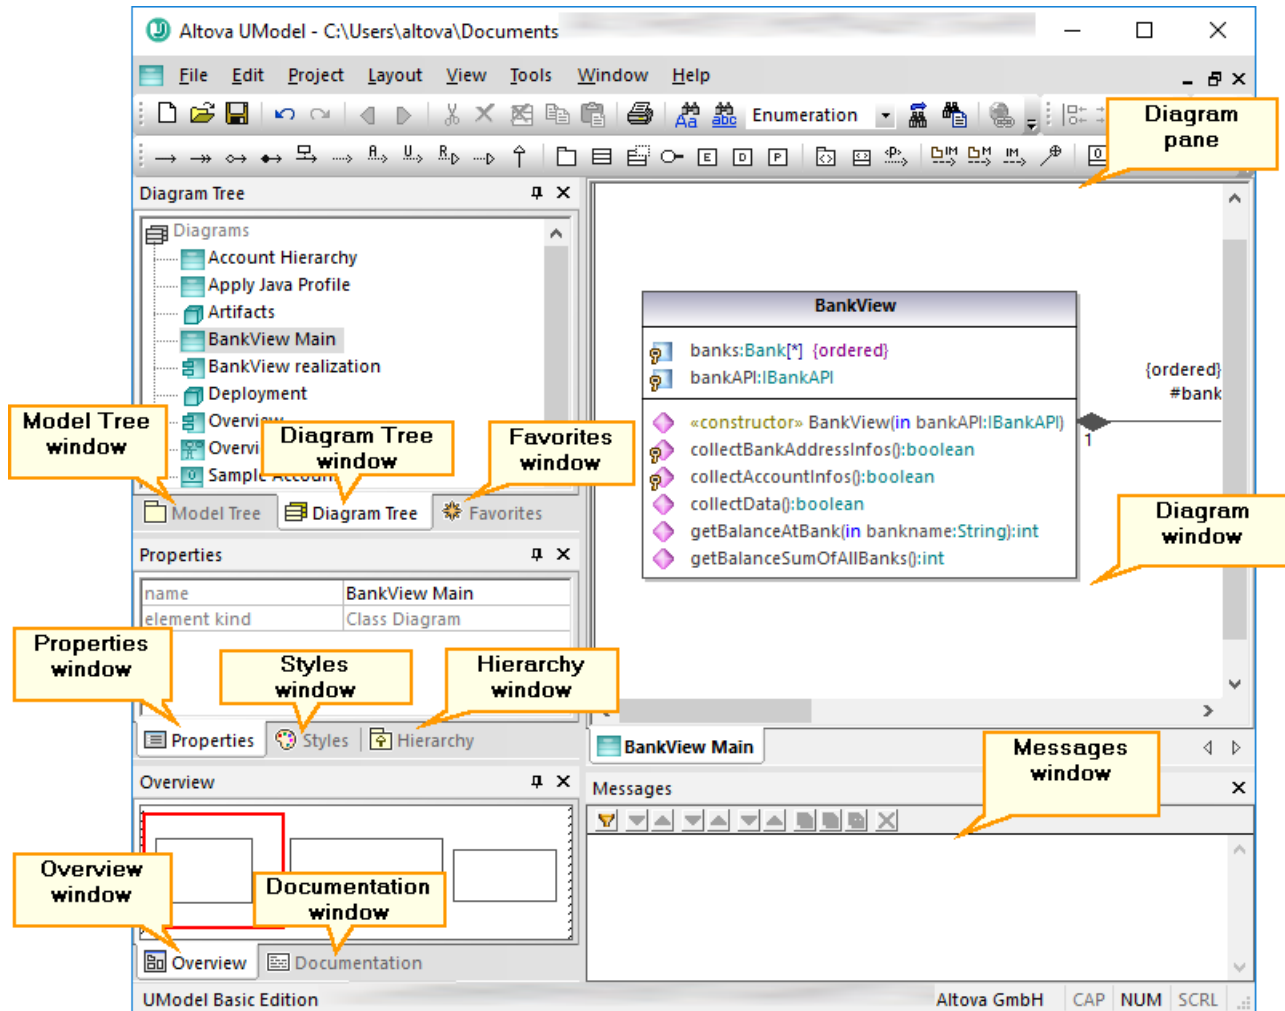 Altova UModel - C:\Users\altova\Documents
File Edit Project Layout View Tools Window Help
Enumeration
Diagram
pane
Diagram Tree
Diagrams
Account Hierarchy
Apply Java Profile
Artifacts
BankView Main
BankView realization
Deployment
Overview
Sample Accou
Model Tree
window
Diagram Tree
window
Favorites
window
Model Tree Diagram Tree Favorites
BankView
banks:Bank[*] {ordered}
bankAPI:IBankAPI
«constructor» BankView(in bankAPI:IBankAPI)
collectBankAddressInfos():boolean
collectAccountInfos():boolean
collectData():boolean
getBalanceAtBank(in bankname:String):int
getBalanceSumOfAllBanks():int
{ordered}
#bank
1
Diagram
window
Properties
name BankView Main
element kind Class Diagram
Properties
window
Styles
window
Hierarchy
window
Properties Styles Hierarchy
BankView Main
Overview
Overview
window
Documentation
window
Overview Documentation
Messages
Messages
window
UModel Basic Edition
Altova GmbH CAP NUM SCRL